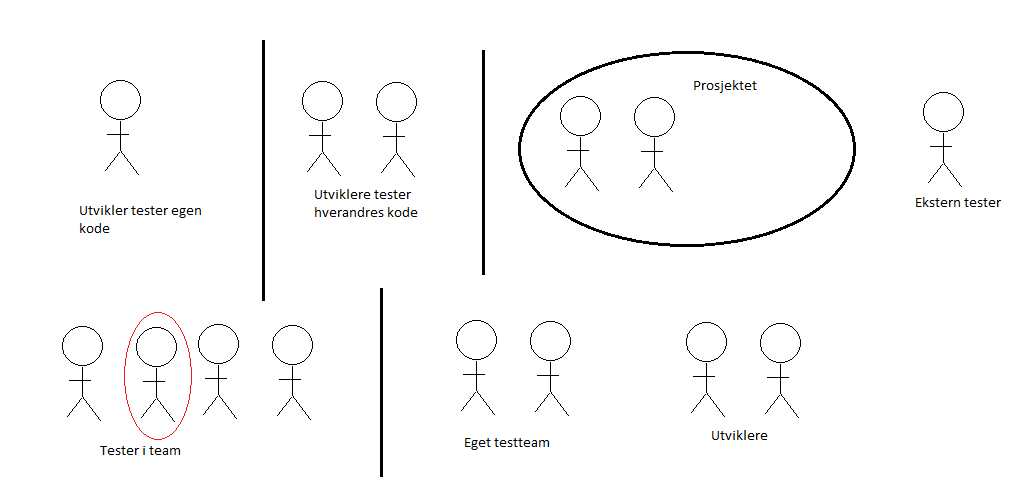 Utvikler tester egen
kode
Utviklere tester
hverandres kode
Prosjektet
Ekstern tester
Tester i team
Eget testteam
Utviklere